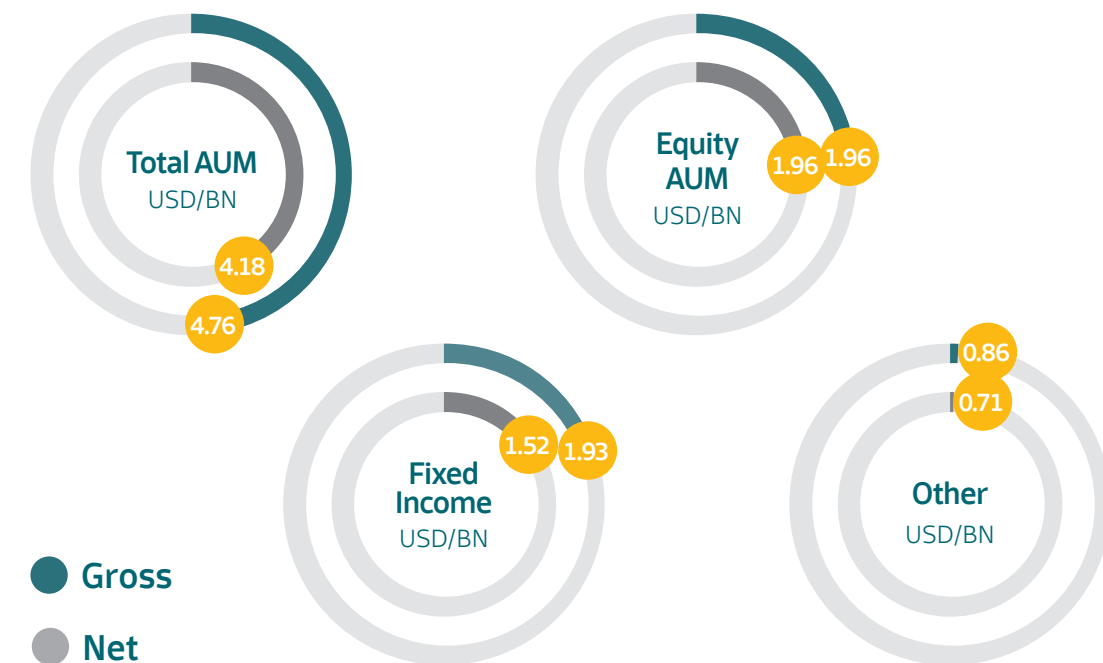 Total AUM
USD/BN
4.18
4.76
Equity
AUM
USD/BN
1.96
1.96
Fixed
Income
USD/BN
1.52
1.93
Other
USD/BN
0.86
0.71
Gross
Net